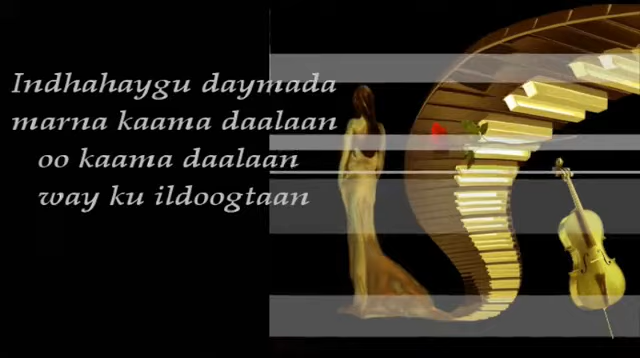 Indhahaygu daymada
marna kaama daalaan
oo kaama daalaan
way ku ildoogtaan